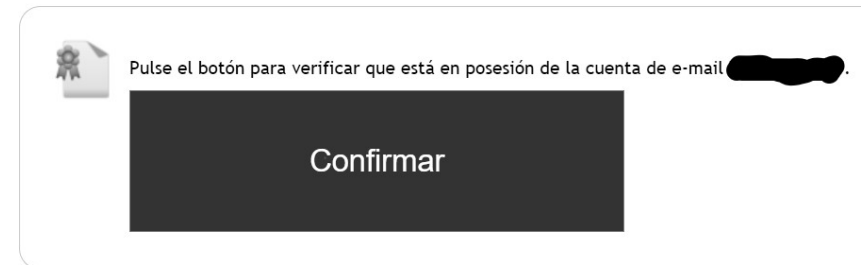 Pulse el botón para verificar que está en posesión de la cuenta de e-mail .
Confirmar